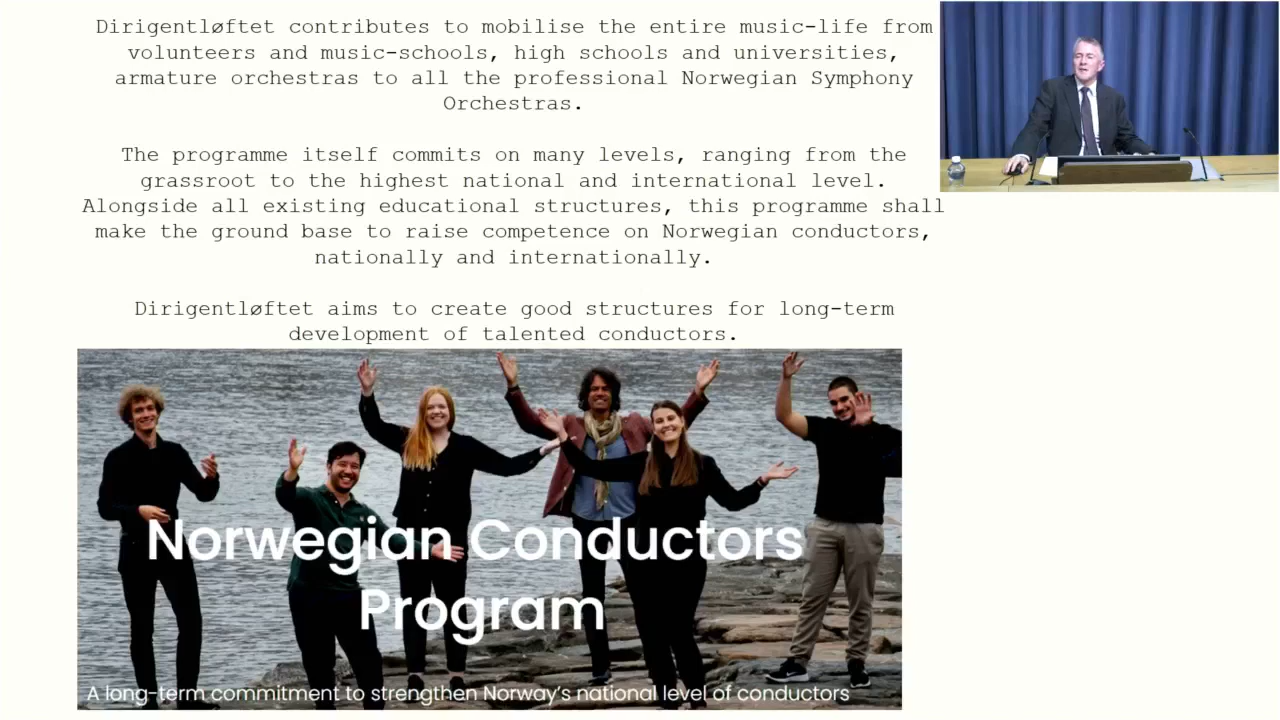 Dirigentløftet contributes to mobilise the entire music-life from
volunteers and music-schools, high schools and universities,
armature orchestras to all the professional Norwegian Symphony
Orchestras.
The programme itself commits on many levels, ranging from the
grassroot to the highest national and international level.
Alongside all existing educational structures, this programme shall
make the ground base to raise competence on Norwegian conductors,
nationally and internationally.
Dirigentløftet aims to create good structures for long-term
development of talented conductors.
Norwegian Conductors
Program
A long-term commitment to strengthen Norway's national level of conductors